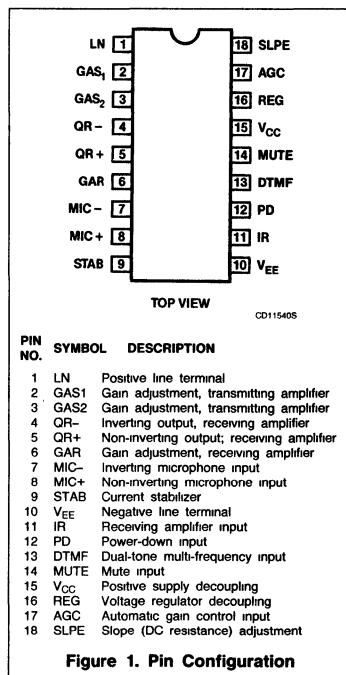 LN 1 18 SLPE
GAS1 2 17 AGC
GAS2 3 16 REG
QR- 4 15 VCC
QR+ 5 14 MUTE
GAR 6 13 DTMF
MIC- 7 12 PD
MIC+ 8 11 IR
STAB 9 10 VEE
TOP VIEW
CD11540S
PIN NO. SYMBOL DESCRIPTION
1 LN Positive line terminal
2 GAS1 Gain adjustment, transmitting amplifier
3 GAS2 Gain adjustment, transmitting amplifier
4 QR- Inverting output, receiving amplifier
5 QR+ Non-inverting output; receiving amplifier
6 GAR Gain adjustment, receiving amplifier
7 MIC- Inverting microphone input
8 MIC+ Non-inverting microphone input
9 STAB Current stabilizer
10 VEE Negative line terminal
11 IR Receiving amplifier input
12 PD Power-down input
13 DTMF Dual-tone multi-frequency input
14 MUTE Mute input
15 VCC Positive supply decoupling
16 REG Voltage regulator decoupling
17 AGC Automatic gain control input
18 SLPE Slope (DC resistance) adjustment
Figure 1. Pin Configuration